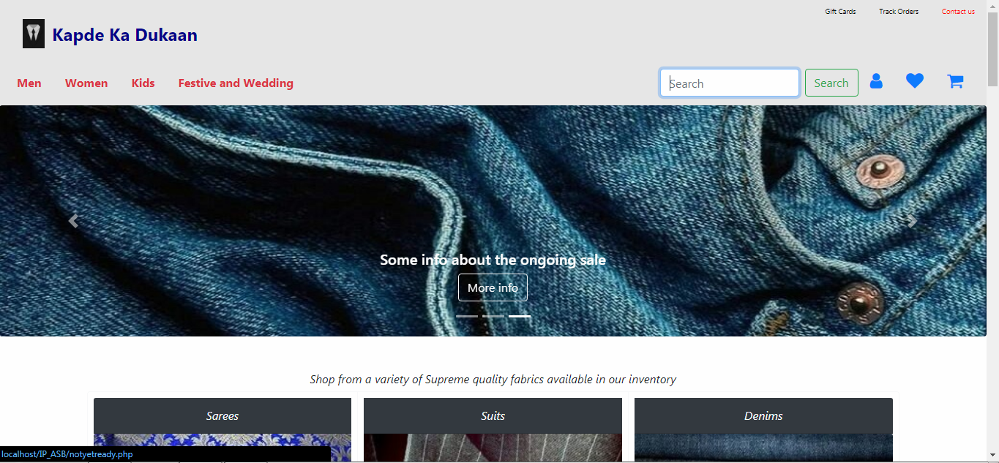 Gift Cards Track Orders Contact us
Kapde Ka Dukaan
Men Women Kids Festive and Wedding Search Search
Some info about the ongoing sale
More info
Shop from a variety of Supreme quality fabrics available in our inventory
Sarees Suits Denims
localhost/IP_ASB/notyetready.php